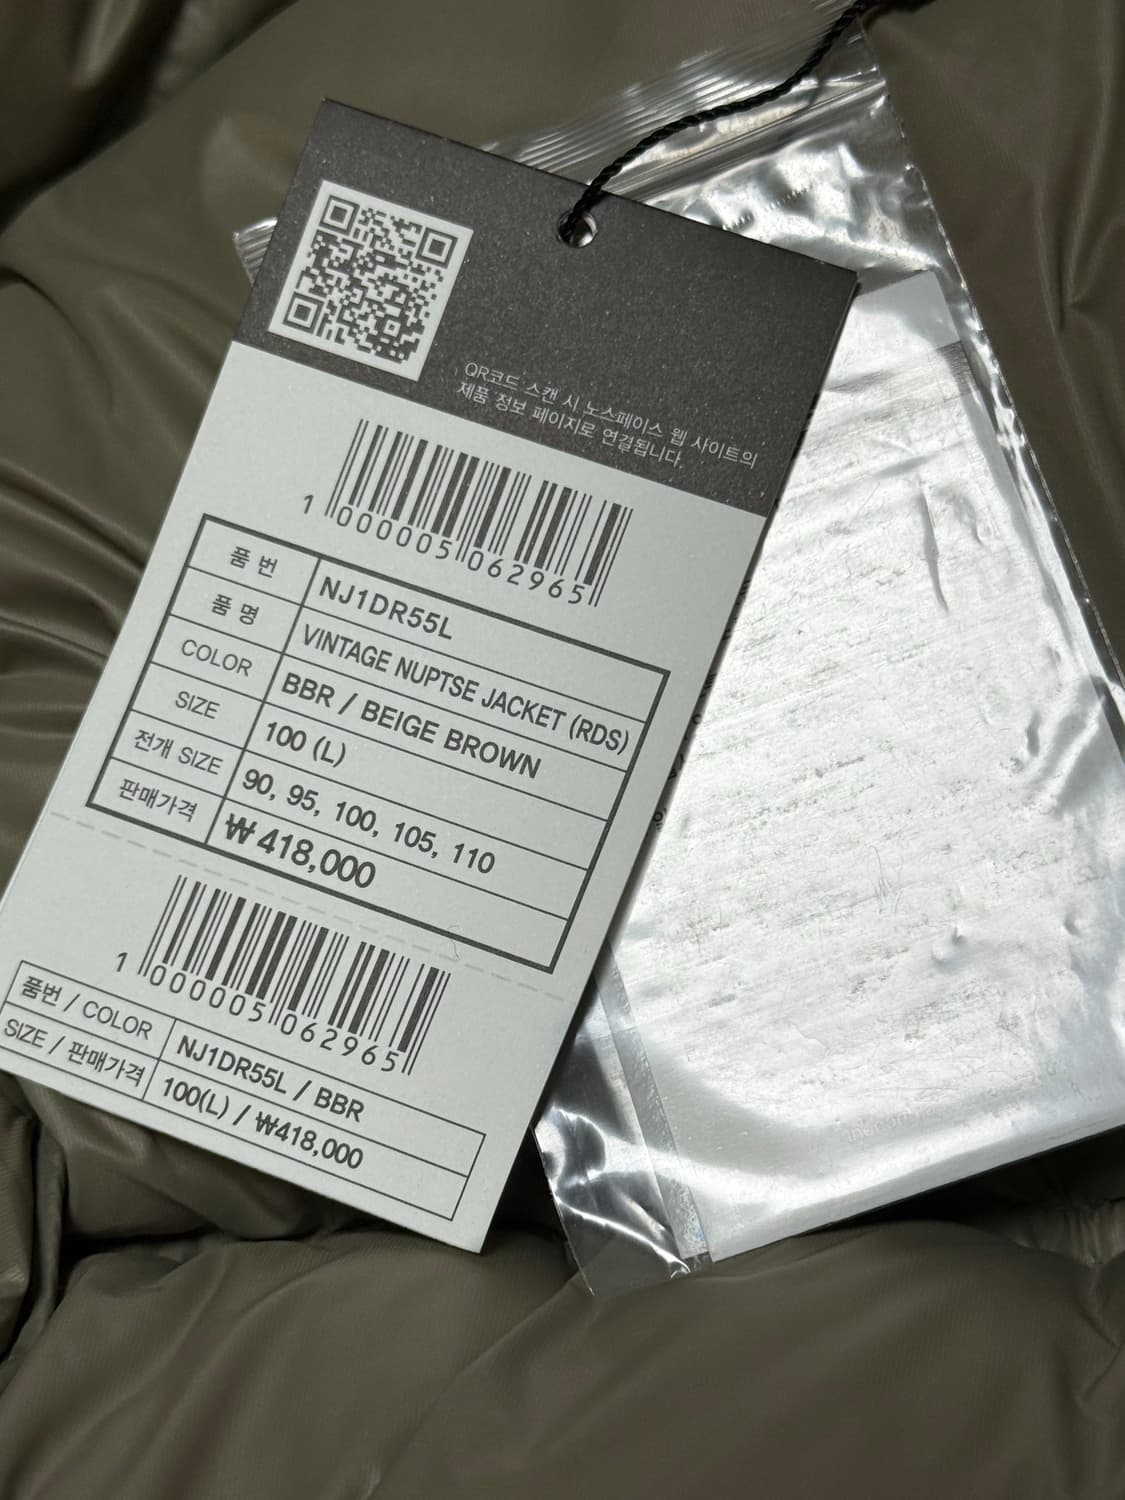 QR코드 스캔 시 노스페이스 웹 사이트의
제품 정보 페이지로 연결됩니다.
1 000005 062965
품 번 NJ1DR55L
품 명 VINTAGE NUPTSE JACKET (RDS)
COLOR BBR / BEIGE BROWN
SIZE 100 (L)
전개 SIZE 90, 95, 100, 105, 110
판매가격 ₩418,000
1 000005 062965
품번 / COLOR NJ1DR55L / BBR
SIZE / 판매가격 100(L) / ₩418,000